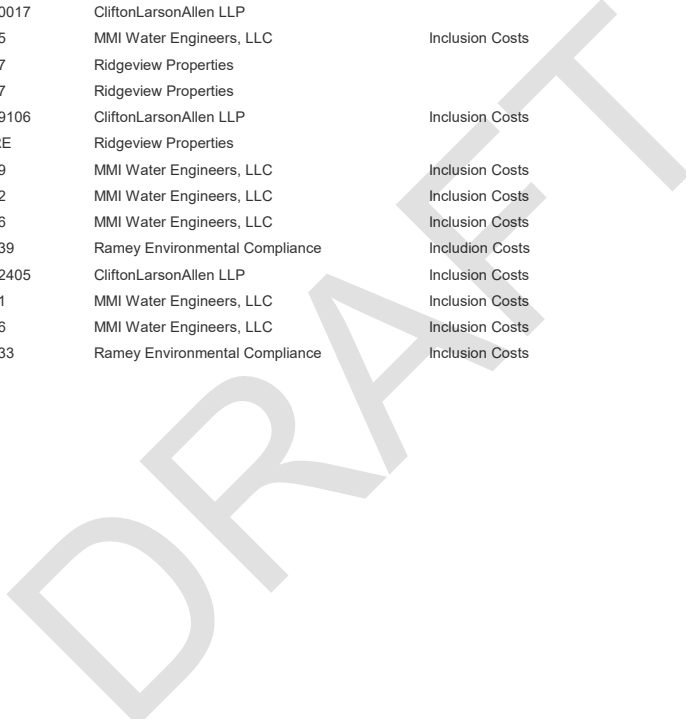 0017 CliftonLarsonAllen LLP
5 MMI Water Engineers, LLC Inclusion Costs
7 Ridgeview Properties
7 Ridgeview Properties
9106 CliftonLarsonAllen LLP Inclusion Costs
RE Ridgeview Properties
9 MMI Water Engineers, LLC Inclusion Costs
2 MMI Water Engineers, LLC Inclusion Costs
6 MMI Water Engineers, LLC Inclusion Costs
39 Ramey Environmental Compliance Includion Costs
2405 CliftonLarsonAllen LLP Inclusion Costs
1 MMI Water Engineers, LLC Inclusion Costs
6 MMI Water Engineers, LLC Inclusion Costs
33 Ramey Environmental Compliance Inclusion Costs
DRAFT